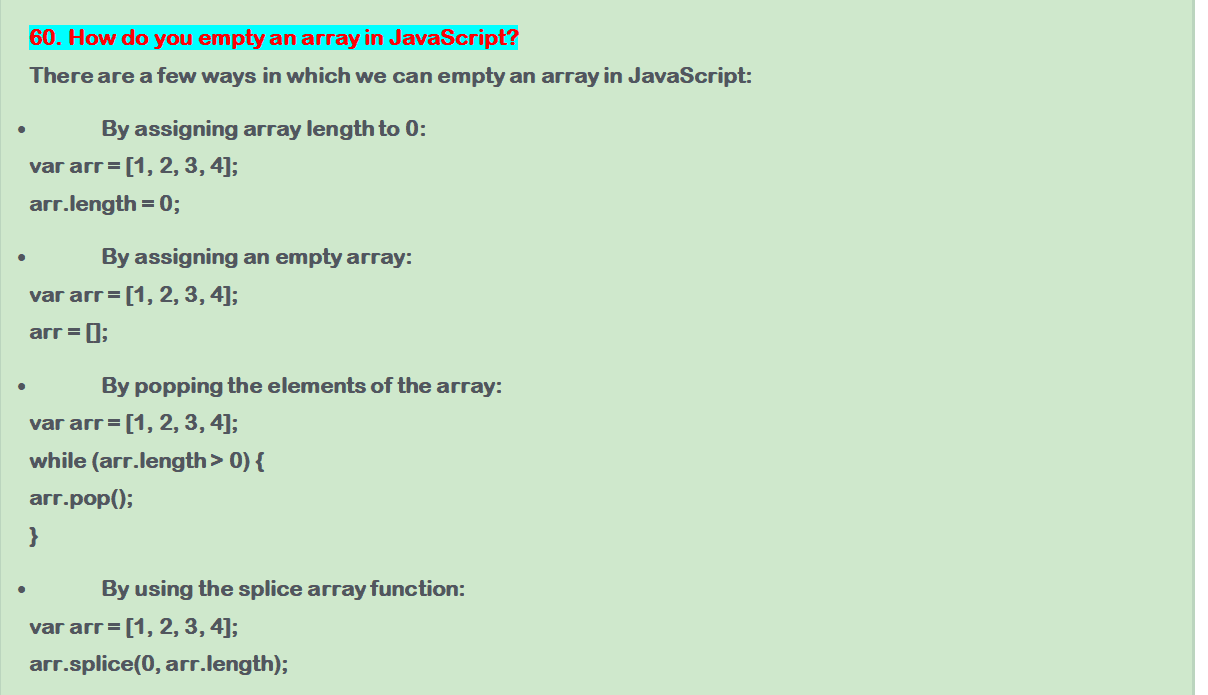 60. How do you empty an array in JavaScript?
There are a few ways in which we can empty an array in JavaScript:
• By assigning array length to 0:
var arr = [1, 2, 3, 4];
arr.length = 0;
• By assigning an empty array:
var arr = [1, 2, 3, 4];
arr = [];
• By popping the elements of the array:
var arr = [1, 2, 3, 4];
while (arr.length > 0) {
arr.pop();
}
• By using the splice array function:
var arr = [1, 2, 3, 4];
arr.splice(0, arr.length);